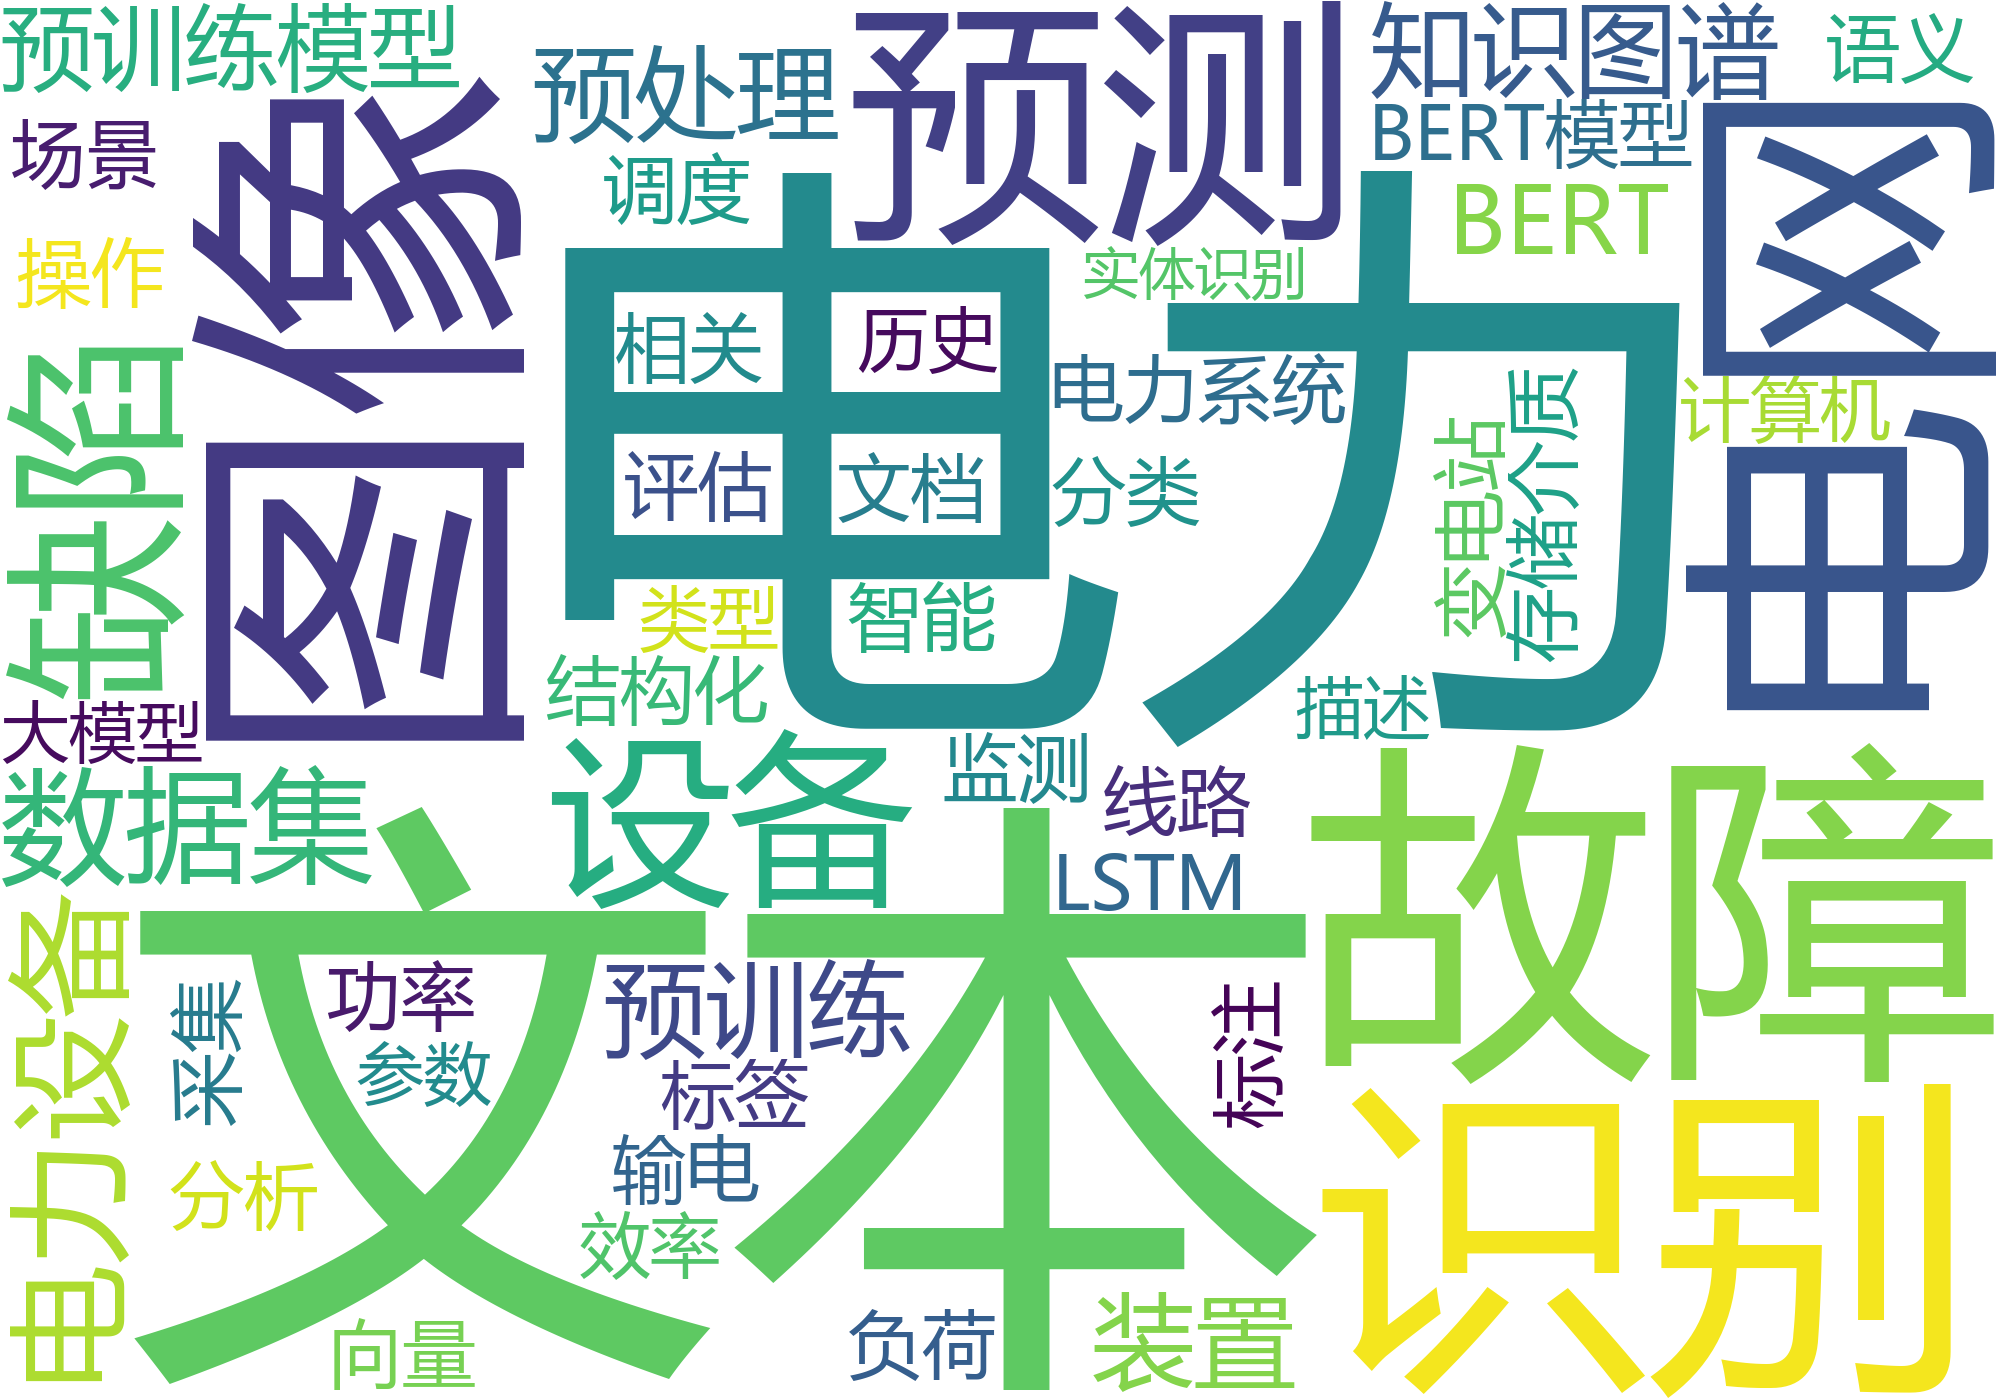 预训练模型
预处理
预测
知识图谱
语义
场景
图像
调度
BERT模型
BERT
电网
操作
电力
实体识别
缺陷
相关
历史
电力系统
存储介质
变电站
计算机
评估
文档
分类
类型
智能
结构化
描述
大模型
设备
监测
线路
故障
数据集
文本
LSTM
电力设备
采集
功率
预训练
标注
参数
标签
识别
输电
分析
效率
向量
负荷
装置